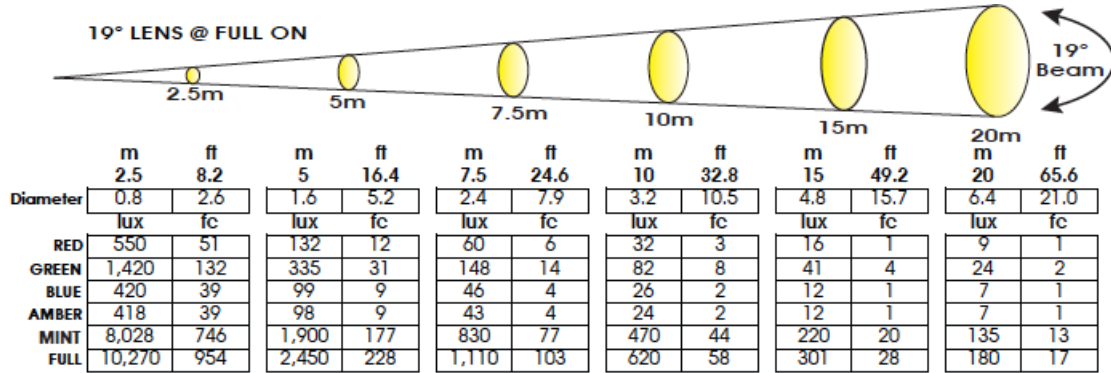 19° LENS @ FULL ON
19°
Beam
2.5m
5m
7.5m
10m
15m
20m
m ft m ft m ft m ft m ft m ft
2.5 8.2 5 16.4 7.5 24.6 10 32.8 15 49.2 20 65.6
Diameter 0.8 2.6 1.6 5.2 2.4 7.9 3.2 10.5 4.8 15.7 6.4 21.0
lux fc lux fc lux fc lux fc lux fc lux fc
RED 550 51 132 12 60 6 32 3 16 1 9 1
GREEN 1,420 132 335 31 148 14 82 8 41 4 24 2
BLUE 420 39 99 9 46 4 26 2 12 1 7 1
AMBER 418 39 98 9 43 4 24 2 12 1 7 1
MINT 8,028 746 1,900 177 830 77 470 44 220 20 135 13
FULL 10,270 954 2,450 228 1,110 103 620 58 301 28 180 17